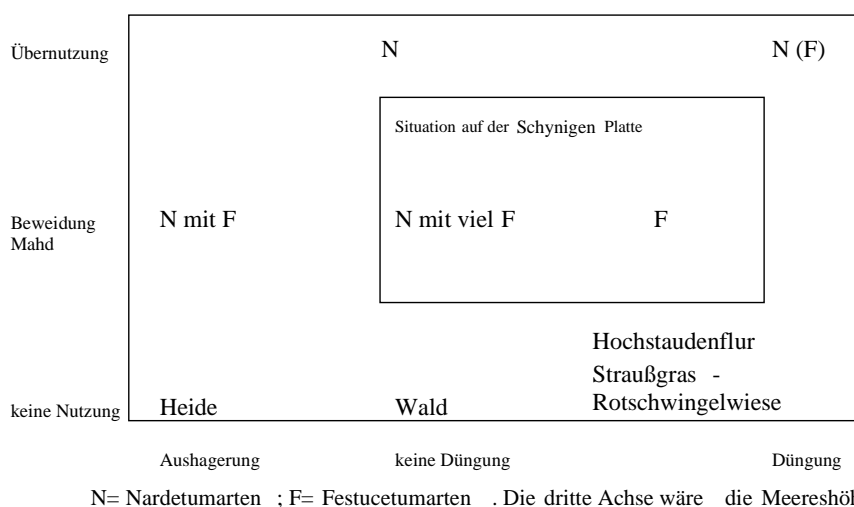 Übernutzung N N (F)
Situation auf der Schynigen Platte
Beweidung N mit F N mit viel F F
Mahd
Hochstaudenflur
Straußgras -
Rotschwingelwiese
keine Nutzung Heide Wald
Aushagerung keine Düngung Düngung
N= Nardetumarten ; F= Festucetumarten . Die dritte Achse wäre die